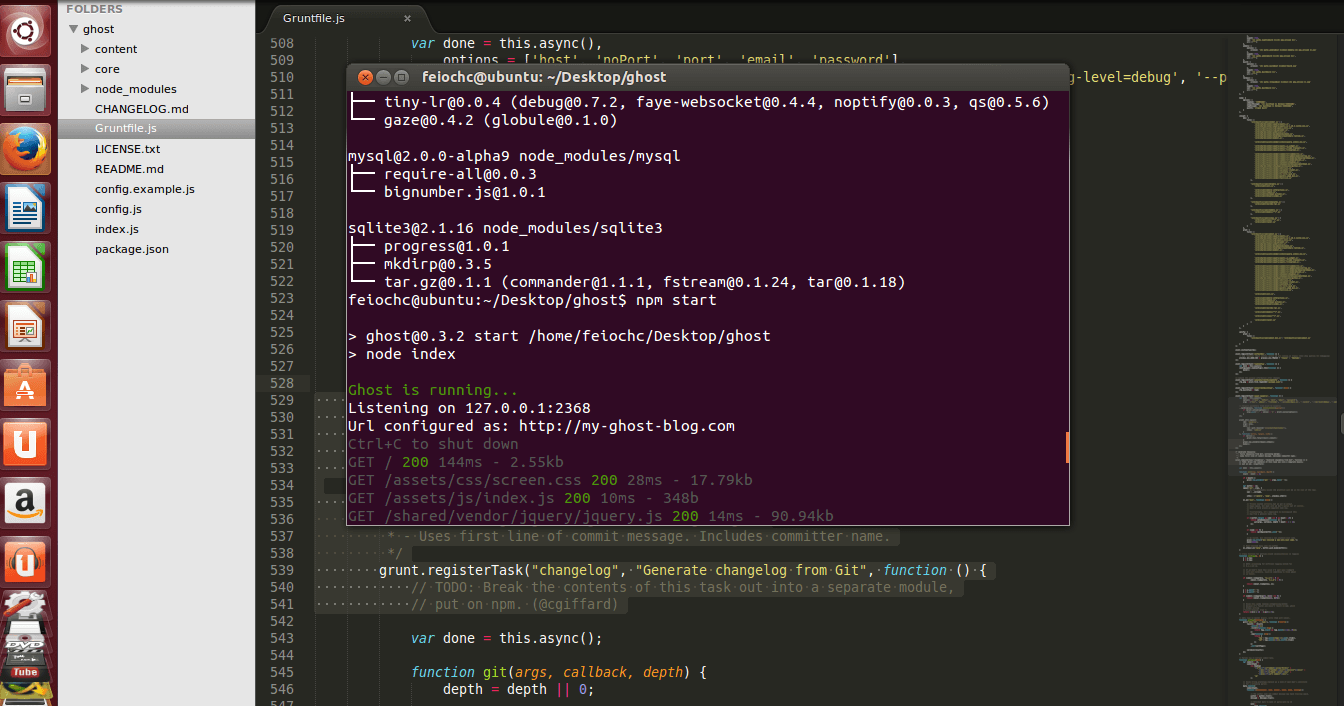 FOLDERS
ghost
content
core
node_modules
CHANGELOG.md
Gruntfile.js
LICENSE.txt
README.md
config.example.js
config.js
index.js
package.json
Gruntfile.js ×
508 var done = this.async(),
509 options = ['host', 'noPort', 'port', 'email', 'password']
510 g-level=debug', '--p
511
512
513
514
515
516
517
518
519
520
521
522
523
524
525
526
527
528
529
530
531
532
533
534
535
536
537 * - Uses first line of commit message. Includes committer name.
538 */
539 grunt.registerTask("changelog", "Generate changelog from Git", function () {
540 // TODO: Break the contents of this task out into a separate module,
541 // put on npm. (@cgiffard)
542
543 var done = this.async();
544
545 function git(args, callback, depth) {
546 depth = depth || 0;
547
feiochc@ubuntu: ~/Desktop/ghost
├── tiny-lr@0.0.4 (debug@0.7.2, faye-websocket@0.4.4, noptify@0.0.3, qs@0.5.6)
└── gaze@0.4.2 (globule@0.1.0)
mysql@2.0.0-alpha9 node_modules/mysql
├── require-all@0.0.3
└── bignumber.js@1.0.1
sqlite3@2.1.16 node_modules/sqlite3
├── progress@1.0.1
├── mkdirp@0.3.5
└── tar.gz@0.1.1 (commander@1.1.1, fstream@0.1.24, tar@0.1.18)
feiochc@ubuntu:~/Desktop/ghost$ npm start
> ghost@0.3.2 start /home/feiochc/Desktop/ghost
> node index
Ghost is running...
Listening on 127.0.0.1:2368
Url configured as: http://my-ghost-blog.com
Ctrl+C to shut down
GET / 200 144ms - 2.55kb
GET /assets/css/screen.css 200 28ms - 17.79kb
GET /assets/js/index.js 200 10ms - 348b
GET /shared/vendor/jquery/jquery.js 200 14ms - 90.94kb
DVD
Tube